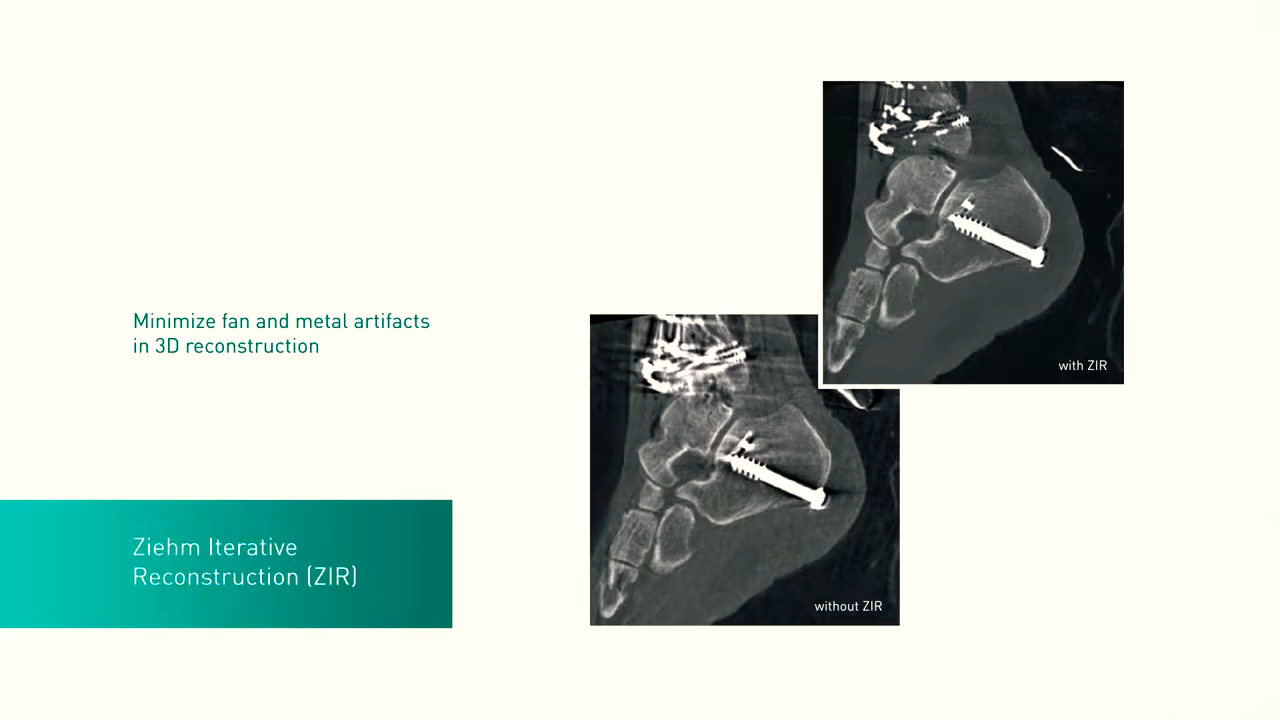 Minimize fan and metal artifacts
in 3D reconstruction
Ziehm Iterative
Reconstruction (ZIR)
with ZIR
without ZIR